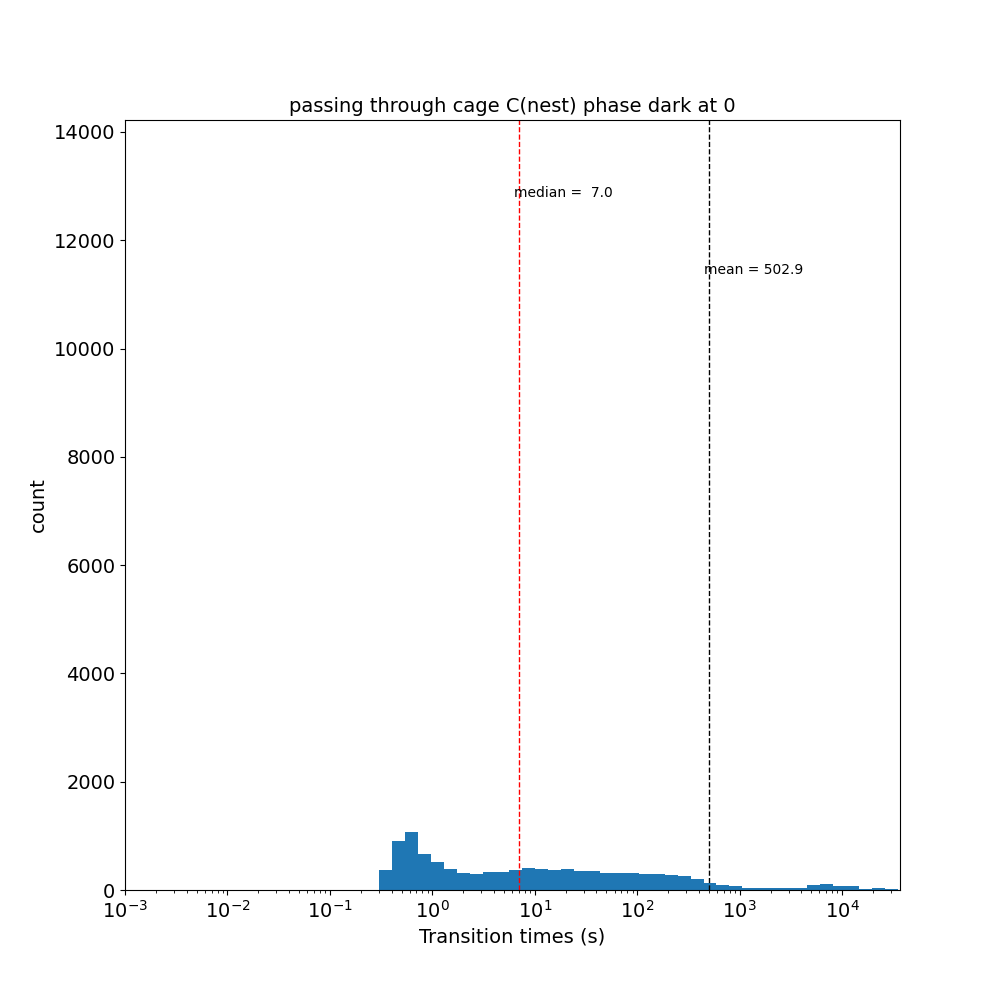 passing through cage C(nest) phase dark at 0
14000
12000
10000
8000
6000
4000
2000
0
count
median =  7.0
mean = 502.9
10⁻³ 10⁻² 10⁻¹ 10⁰ 10¹ 10² 10³ 10⁴
Transition times (s)